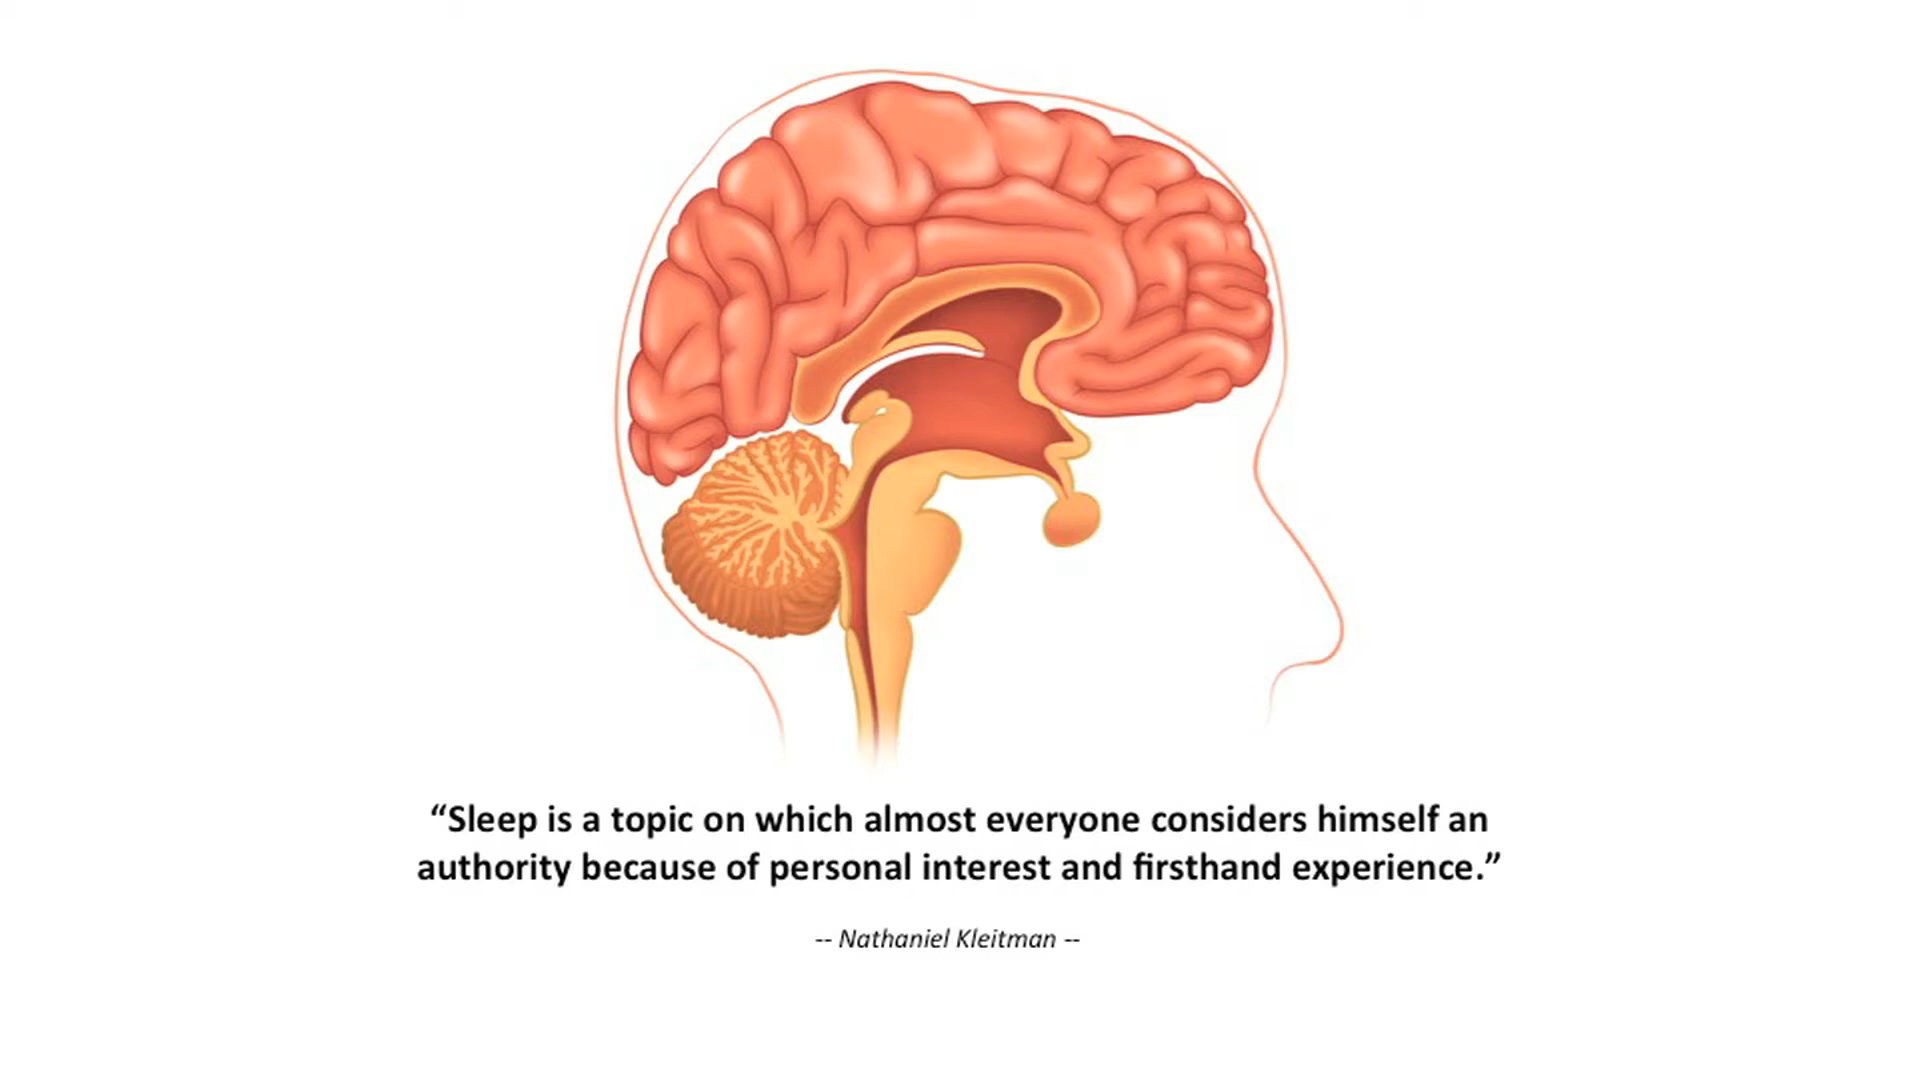 “Sleep is a topic on which almost everyone considers himself an
authority because of personal interest and firsthand experience.”
-- Nathaniel Kleitman --